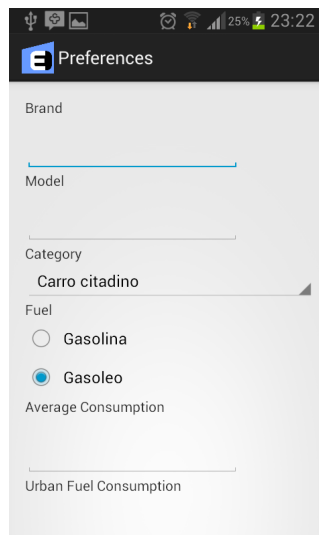 25% 23:22
Preferences
Brand
Model
Category
Carro citadino
Fuel
Gasolina
Gasoleo
Average Consumption
Urban Fuel Consumption